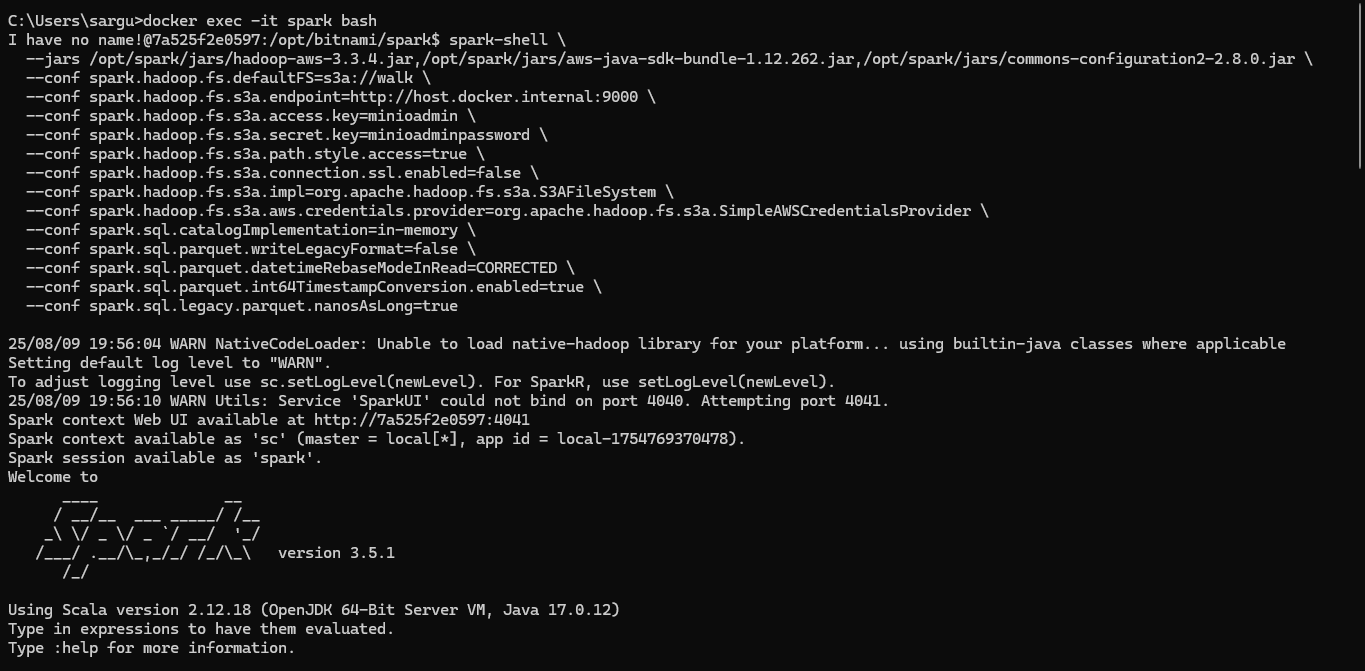 C:\Users\sargu>docker exec -it spark bash
I have no name!@7a525f2e0597:/opt/bitnami/spark$ spark-shell \
  --jars /opt/spark/jars/hadoop-aws-3.3.4.jar,/opt/spark/jars/aws-java-sdk-bundle-1.12.262.jar,/opt/spark/jars/commons-configuration2-2.8.0.jar \
  --conf spark.hadoop.fs.defaultFS=s3a://walk \
  --conf spark.hadoop.fs.s3a.endpoint=http://host.docker.internal:9000 \
  --conf spark.hadoop.fs.s3a.access.key=minioadmin \
  --conf spark.hadoop.fs.s3a.secret.key=minioadminpassword \
  --conf spark.hadoop.fs.s3a.path.style.access=true \
  --conf spark.hadoop.fs.s3a.connection.ssl.enabled=false \
  --conf spark.hadoop.fs.s3a.impl=org.apache.hadoop.fs.s3a.S3AFileSystem \
  --conf spark.hadoop.fs.s3a.aws.credentials.provider=org.apache.hadoop.fs.s3a.SimpleAWSCredentialsProvider \
  --conf spark.sql.catalogImplementation=in-memory \
  --conf spark.sql.parquet.writeLegacyFormat=false \
  --conf spark.sql.parquet.datetimeRebaseModeInRead=CORRECTED \
  --conf spark.sql.parquet.int64TimestampConversion.enabled=true \
  --conf spark.sql.legacy.parquet.nanosAsLong=true

25/08/09 19:56:04 WARN NativeCodeLoader: Unable to load native-hadoop library for your platform... using builtin-java classes where applicable
Setting default log level to "WARN".
To adjust logging level use sc.setLogLevel(newLevel). For SparkR, use setLogLevel(newLevel).
25/08/09 19:56:10 WARN Utils: Service 'SparkUI' could not bind on port 4040. Attempting port 4041.
Spark context Web UI available at http://7a525f2e0597:4041
Spark context available as 'sc' (master = local[*], app id = local-1754769370478).
Spark session available as 'spark'.
Welcome to
      ____              __
     / __/__  ___ _____/ /__
    _\ \/ _ \/ _ `/ __/  '_/
   /___/ .__/\_,_/_/ /_/\_\   version 3.5.1
      /_/

Using Scala version 2.12.18 (OpenJDK 64-Bit Server VM, Java 17.0.12)
Type in expressions to have them evaluated.
Type :help for more information.